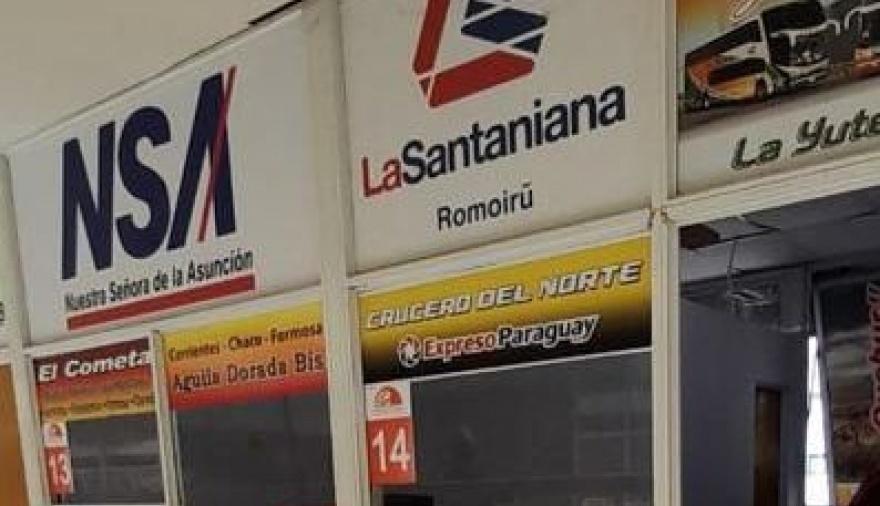 NSA
Nuestra Señora de la Asunción
LaSantaniana
Romoirũ
La Yute
El Cometa
Corrientes - Chaco - Formosa
Aguila Dorada Bis
CRUCERO DEL NORTE
ExpresoParaguay
13
14